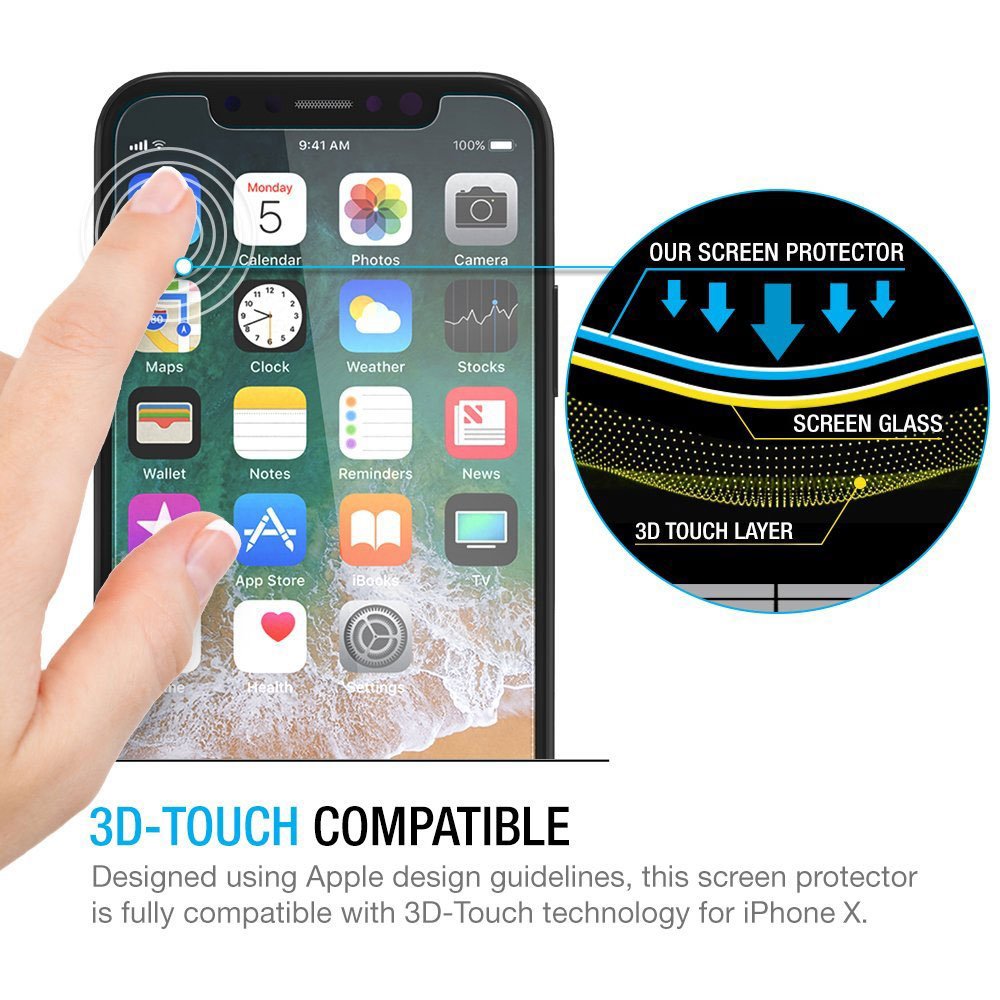 9:41 AM
100%
Monday
5
Calendar
Photos
Camera
Maps
Clock
Weather
Stocks
Wallet
Notes
Reminders
News
App Store
iBooks
TV
Health
Settings
OUR SCREEN PROTECTOR
SCREEN GLASS
3D TOUCH LAYER
3D-TOUCH COMPATIBLE
Designed using Apple design guidelines, this screen protector
is fully compatible with 3D-Touch technology for iPhone X.